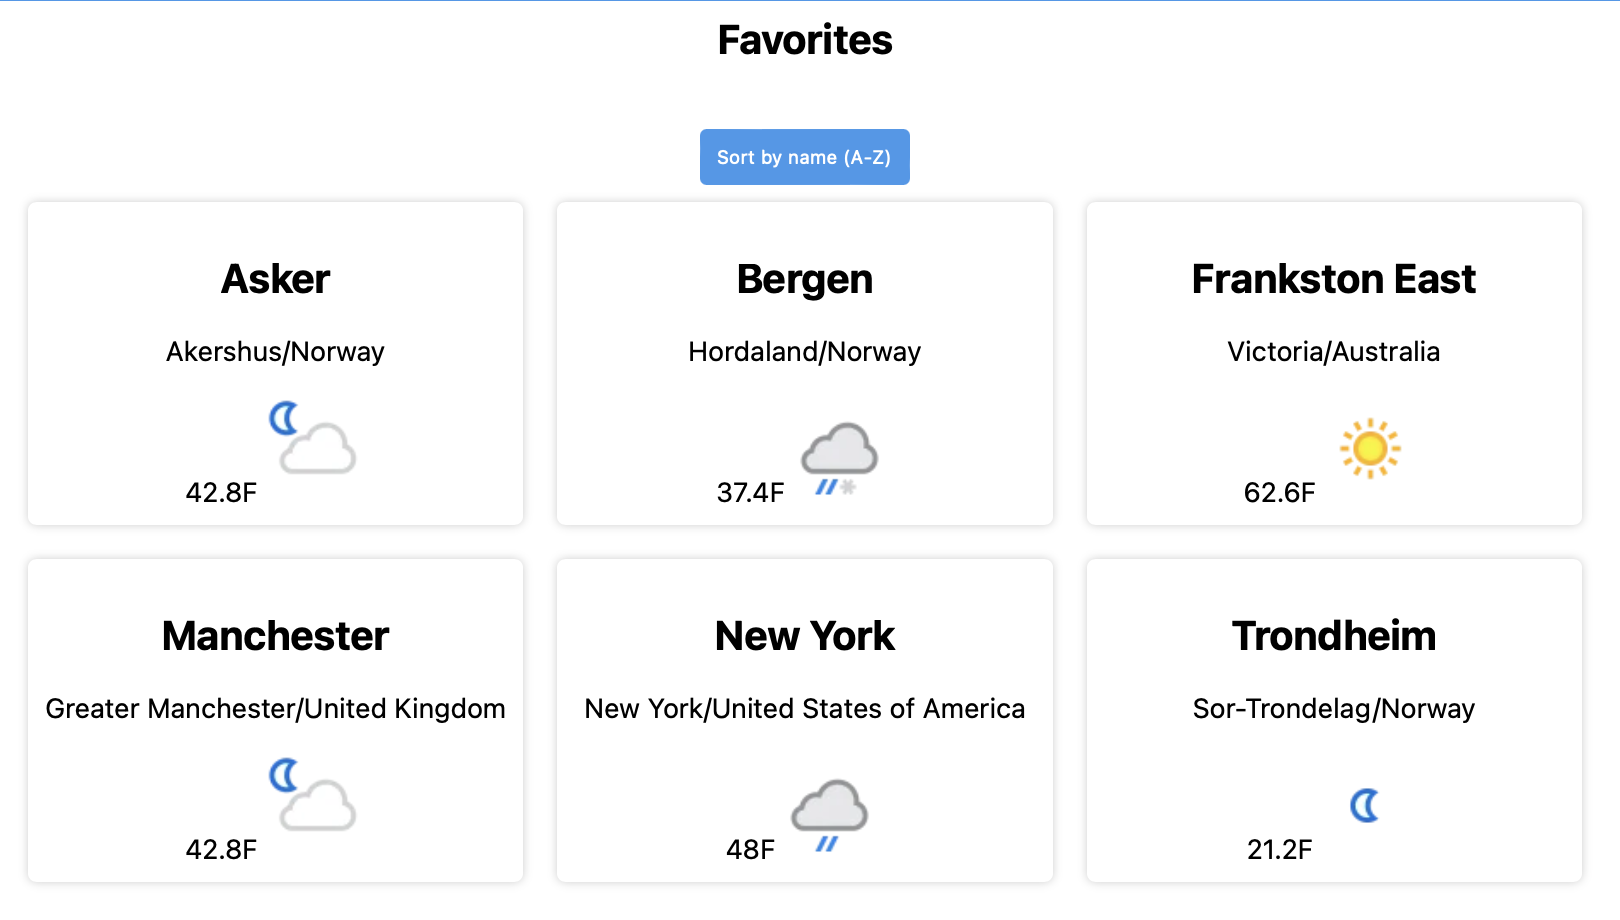 Favorites
Sort by name (A-Z)
Asker
Akershus/Norway
42.8F
Bergen
Hordaland/Norway
37.4F
Frankston East
Victoria/Australia
62.6F
Manchester
Greater Manchester/United Kingdom
42.8F
New York
New York/United States of America
48F
Trondheim
Sor-Trondelag/Norway
21.2F